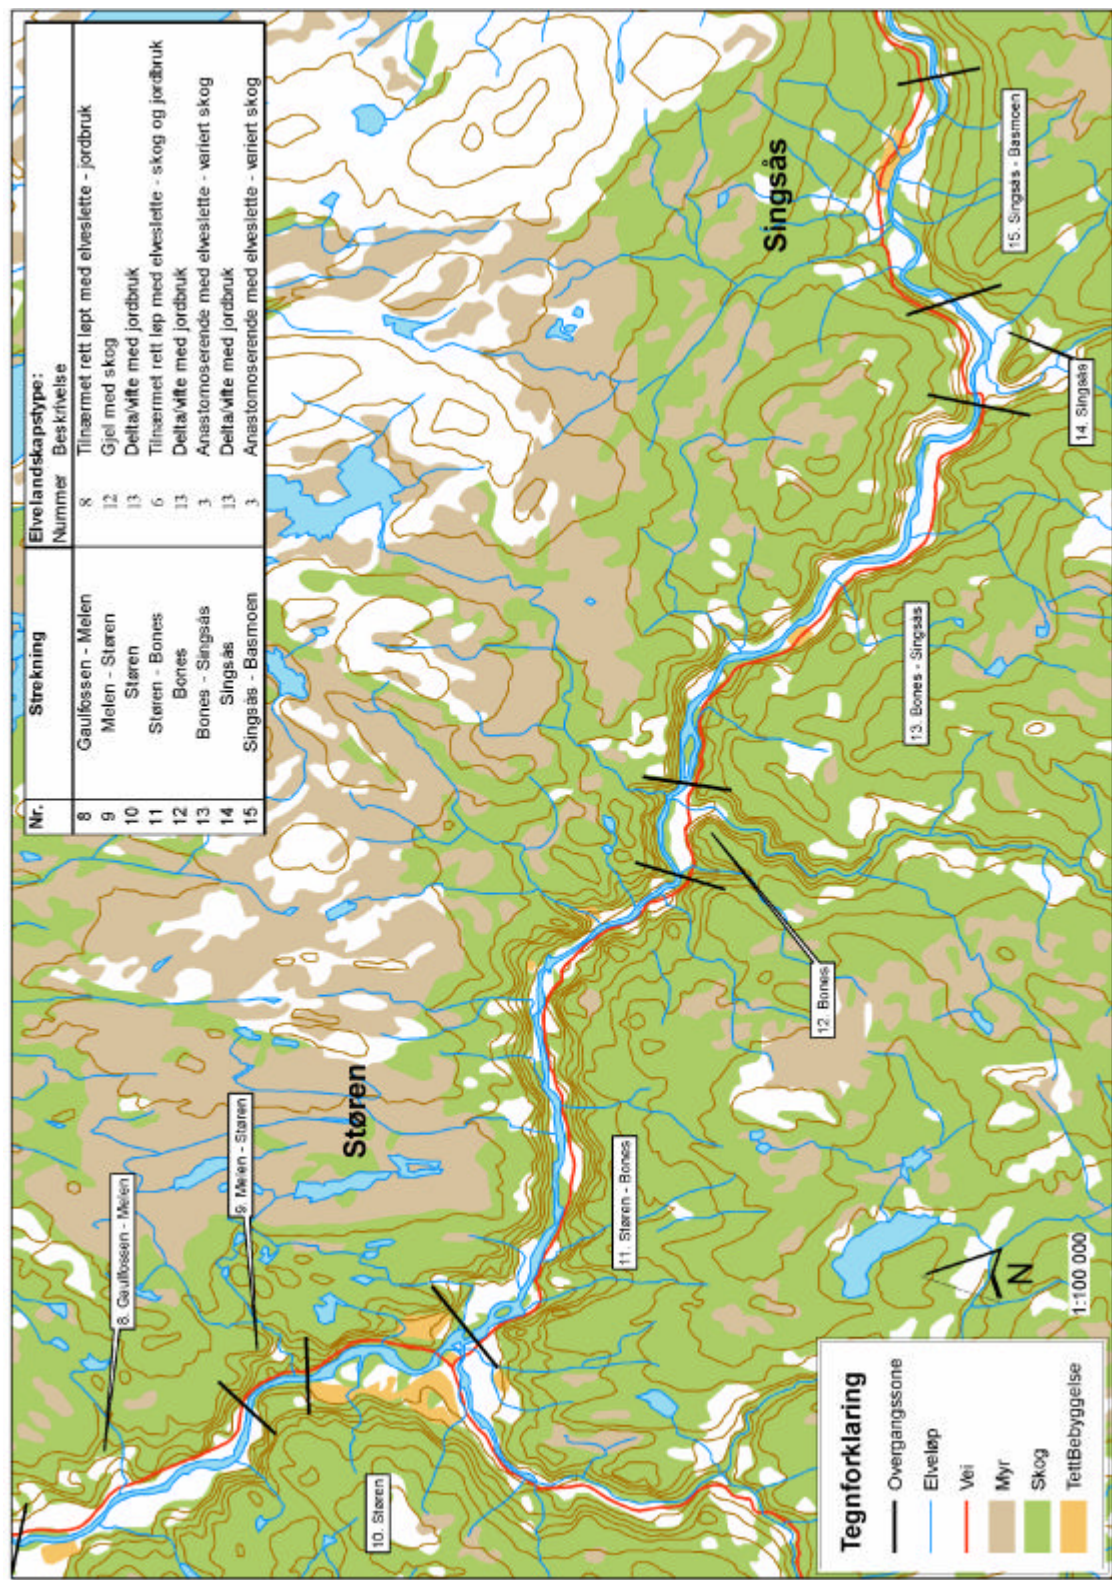 Nr. Strekning Elvelandskapstype:
Nummer Beskrivelse
8 Gaulfossen - Melen 8 Tilnærmet rett løpt med elveslette - jordbruk
9 Melen - Støren 12 Gjel med skog
10 Støren 13 Delta/vifte med jordbruk
11 Støren - Bones 6 Tilnærmet rett løp med elveslette - skog og jordbruk
12 Bones 13 Delta/vifte med jordbruk
13 Bones - Singsås 3 Anastomoserende med elveslette - variert skog
14 Singsås 13 Delta/vifte med jordbruk
15 Singsås - Basmoen 3 Anastomoserende med elveslette - variert skog
8. Gaulfossen - Melen
9. Melen - Støren
Støren
Singsås
10. Støren
11. Støren - Bones
12. Bones
13. Bones - Singsås
14. Singsås
15. Singsås - Basmoen
N
1:100 000
Tegnforklaring
Overgangssone
Elveløp
Vei
Myr
Skog
TettBebyggelse